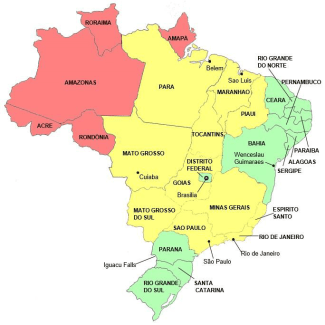 RORAIMA
AMAPÁ
RIO GRANDE
DO NORTE
Belem
Sao Luis
PERNAMBUCO
AMAZONAS
PARA
MARANHAO
CEARA
PIAUI
ACRE
RONDÔNIA
TOCANTINS
PARAIBA
BAHIA
ALAGOAS
MATO GROSSO
DISTRITO
FEDERAL
Wenceslau
Guimaraes
SERGIPE
Cuiaba
GOIAS
Brasilia
MATO GROSSO
DO SUL
MINAS GERAIS
ESPIRITO
SANTO
SAO PAULO
RIO DE JANEIRO
PARANA
São Paulo
Rio de Janeiro
Iguacu Falls
RIO GRANDE
DO SUL
SANTA
CATARINA